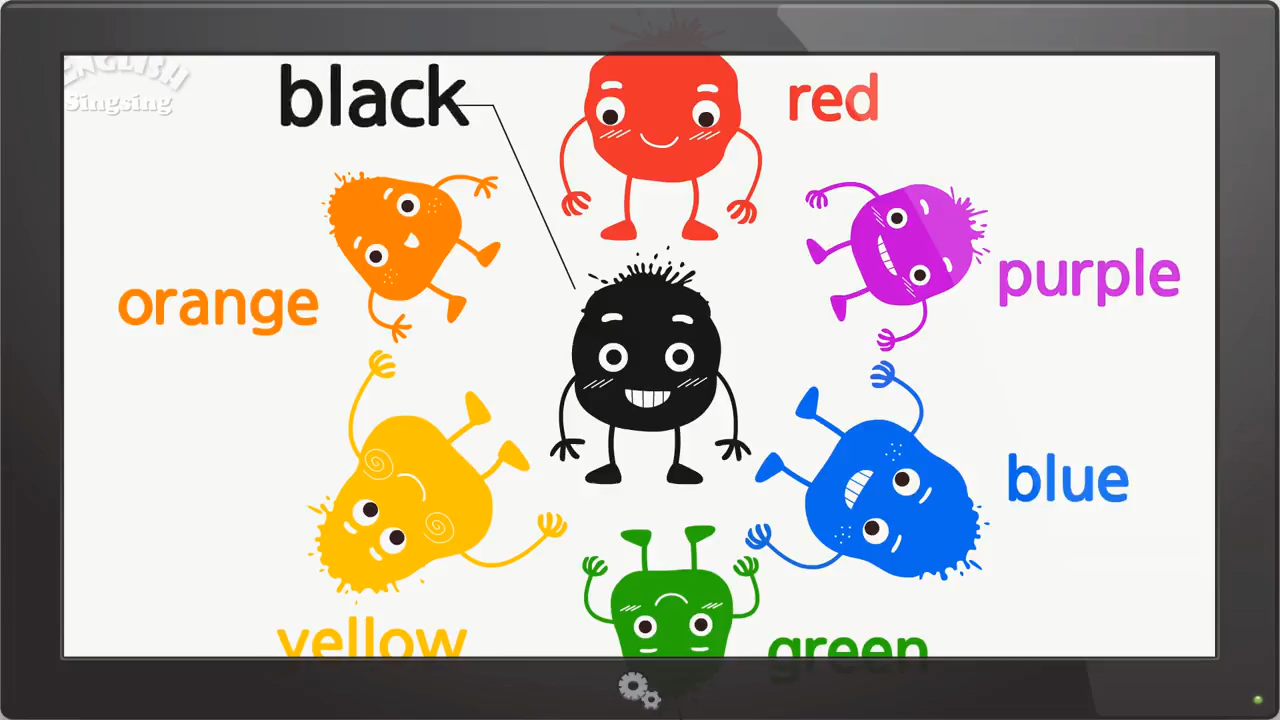 ENGLISH
Singsing
black
red
orange
purple
blue
yellow
green